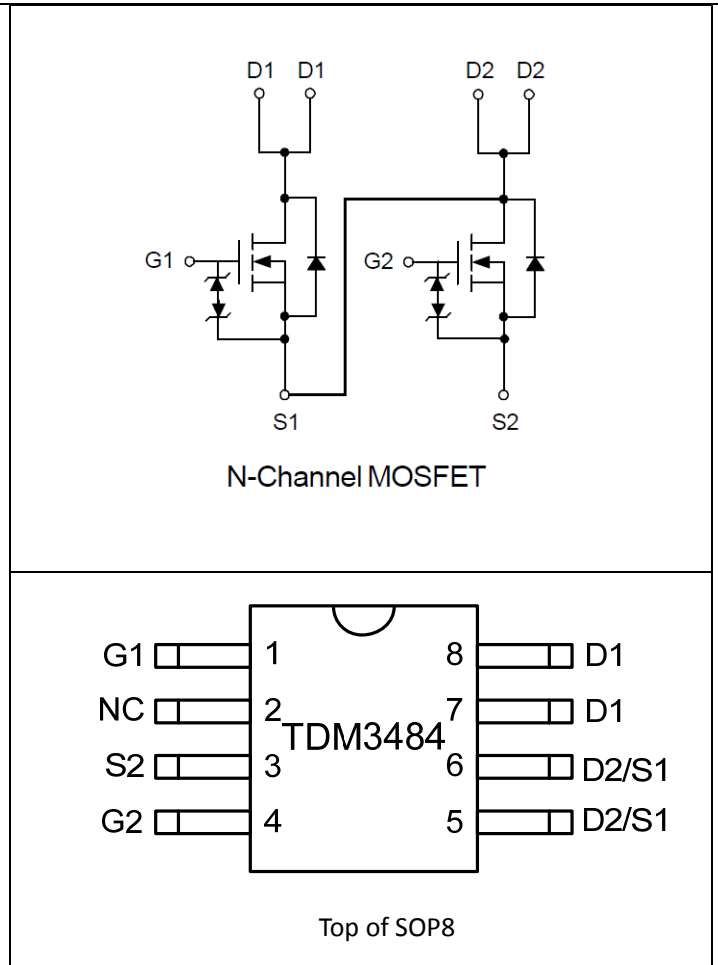 D1 D1 D2 D2
G1 G2
S1 S2
N-Channel MOSFET
G1 1 8 D1
NC 2 7 D1
TDM3484
S2 3 6 D2/S1
G2 4 5 D2/S1
Top of SOP8